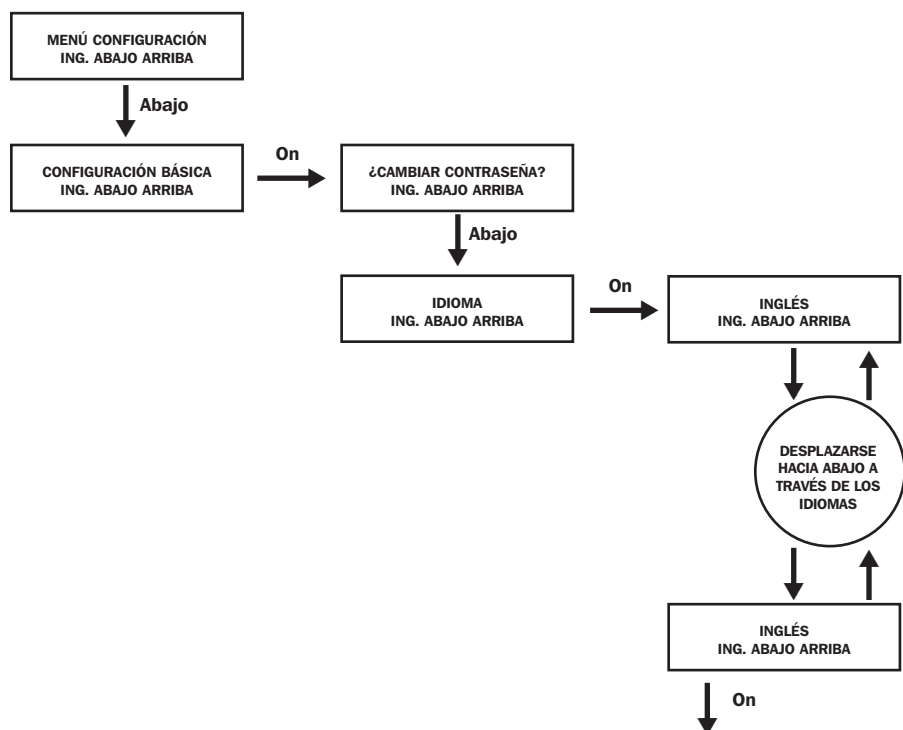 MENÚ CONFIGURACIÓN
ING. ABAJO ARRIBA
Abajo
CONFIGURACIÓN BÁSICA
ING. ABAJO ARRIBA
On
¿CAMBIAR CONTRASEÑA?
ING. ABAJO ARRIBA
Abajo
IDIOMA
ING. ABAJO ARRIBA
On
INGLÉS
ING. ABAJO ARRIBA
DESPLAZARSE
HACIA ABAJO A
TRAVÉS DE LOS
IDIOMAS
INGLÉS
ING. ABAJO ARRIBA
On